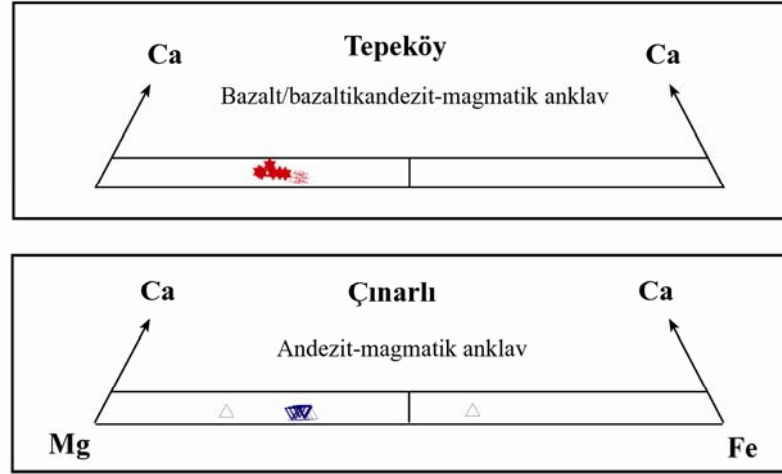 Tepeköy
Ca Ca
Bazalt/bazaltikandezit-magmatik anklav
Ca Çınarlı Ca
Andezit-magmatik anklav
Mg Fe